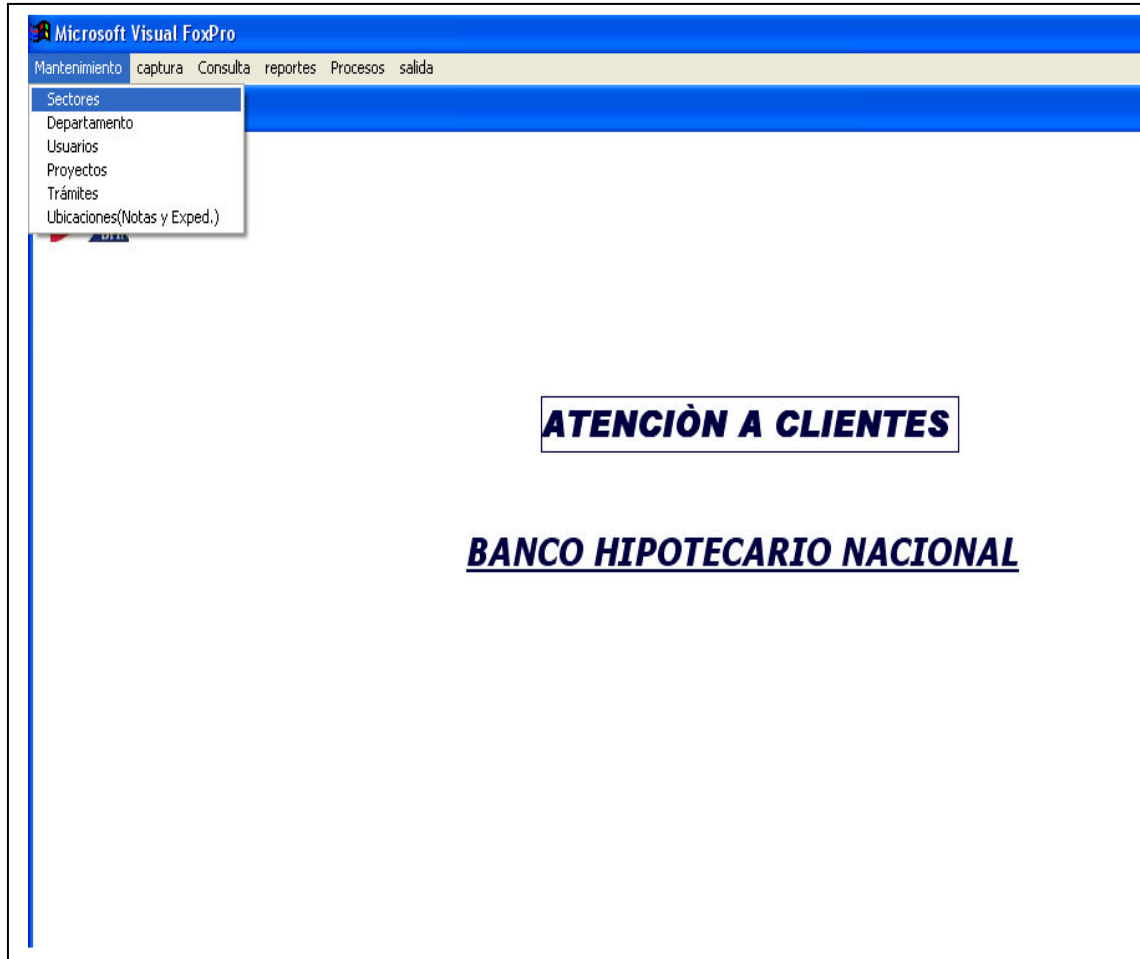 Microsoft Visual FoxPro
Mantenimiento captura Consulta reportes Procesos salida
Sectores
Departamento
Usuarios
Proyectos
Trámites
Ubicaciones(Notas y Exped.)
ATENCIÒN A CLIENTES
BANCO HIPOTECARIO NACIONAL